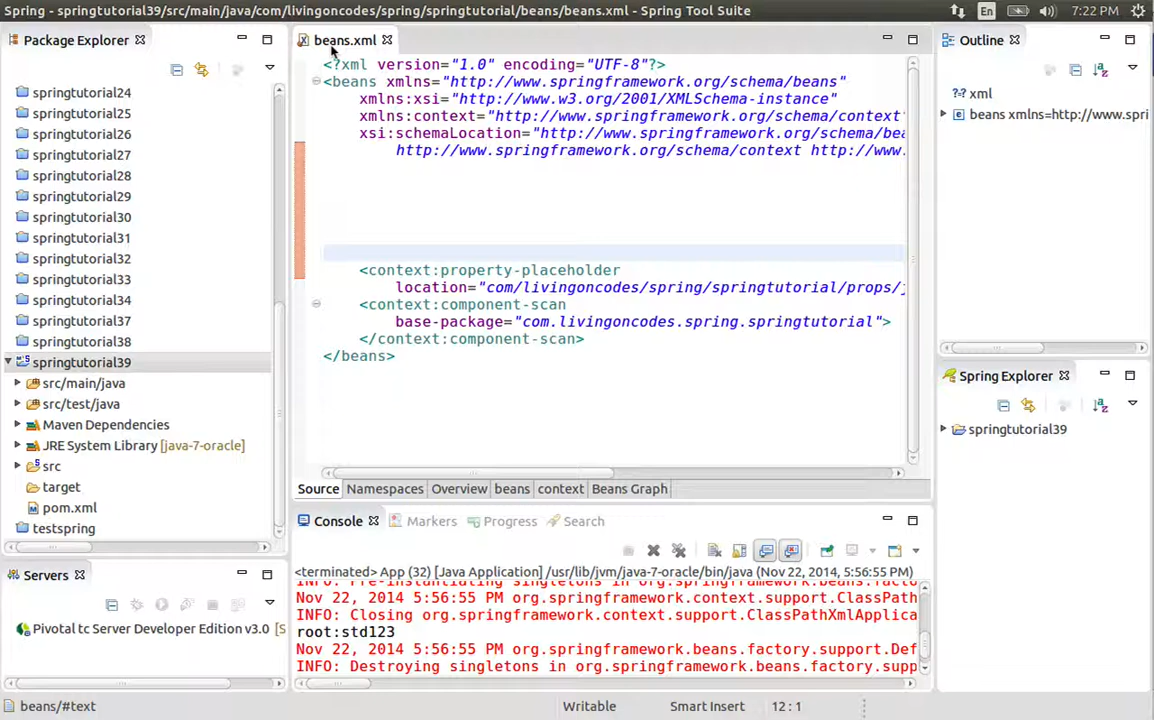 Spring - springtutorial39/src/main/java/com/livingoncodes/spring/springtutorial/beans/beans.xml - Spring Tool Suite
En
7:22 PM
Package Explorer
springtutorial24
springtutorial25
springtutorial26
springtutorial27
springtutorial28
springtutorial29
springtutorial30
springtutorial31
springtutorial32
springtutorial33
springtutorial34
springtutorial37
springtutorial38
springtutorial39
src/main/java
src/test/java
Maven Dependencies
JRE System Library [java-7-oracle]
src
target
pom.xml
testspring
Servers
Pivotal tc Server Developer Edition v3.0 [S
beans.xml
<?xml version="1.0" encoding="UTF-8"?>
<beans xmlns="http://www.springframework.org/schema/beans"
xmlns:xsi="http://www.w3.org/2001/XMLSchema-instance"
xmlns:context="http://www.springframework.org/schema/context"
xsi:schemaLocation="http://www.springframework.org/schema/bea
http://www.springframework.org/schema/context http://www.
<context:property-placeholder
location="com/livingoncodes/spring/springtutorial/props/j
<context:component-scan
base-package="com.livingoncodes.spring.springtutorial">
</context:component-scan>
</beans>
Source Namespaces Overview beans context Beans Graph
Console Markers Progress Search
<terminated> App (32) [Java Application] /usr/lib/jvm/java-7-oracle/bin/java (Nov 22, 2014, 5:56:55 PM)
INFO: Pre-instantiating singletons in org.springframework.beans.facto
Nov 22, 2014 5:56:55 PM org.springframework.context.support.ClassPath
INFO: Closing org.springframework.context.support.ClassPathXmlApplica
root:std123
Nov 22, 2014 5:56:55 PM org.springframework.beans.factory.support.Def
INFO: Destroying singletons in org.springframework.beans.factory.supp
Outline
xml
beans xmlns=http://www.spri
Spring Explorer
springtutorial39
beans/#text
Writable
Smart Insert
12 : 1